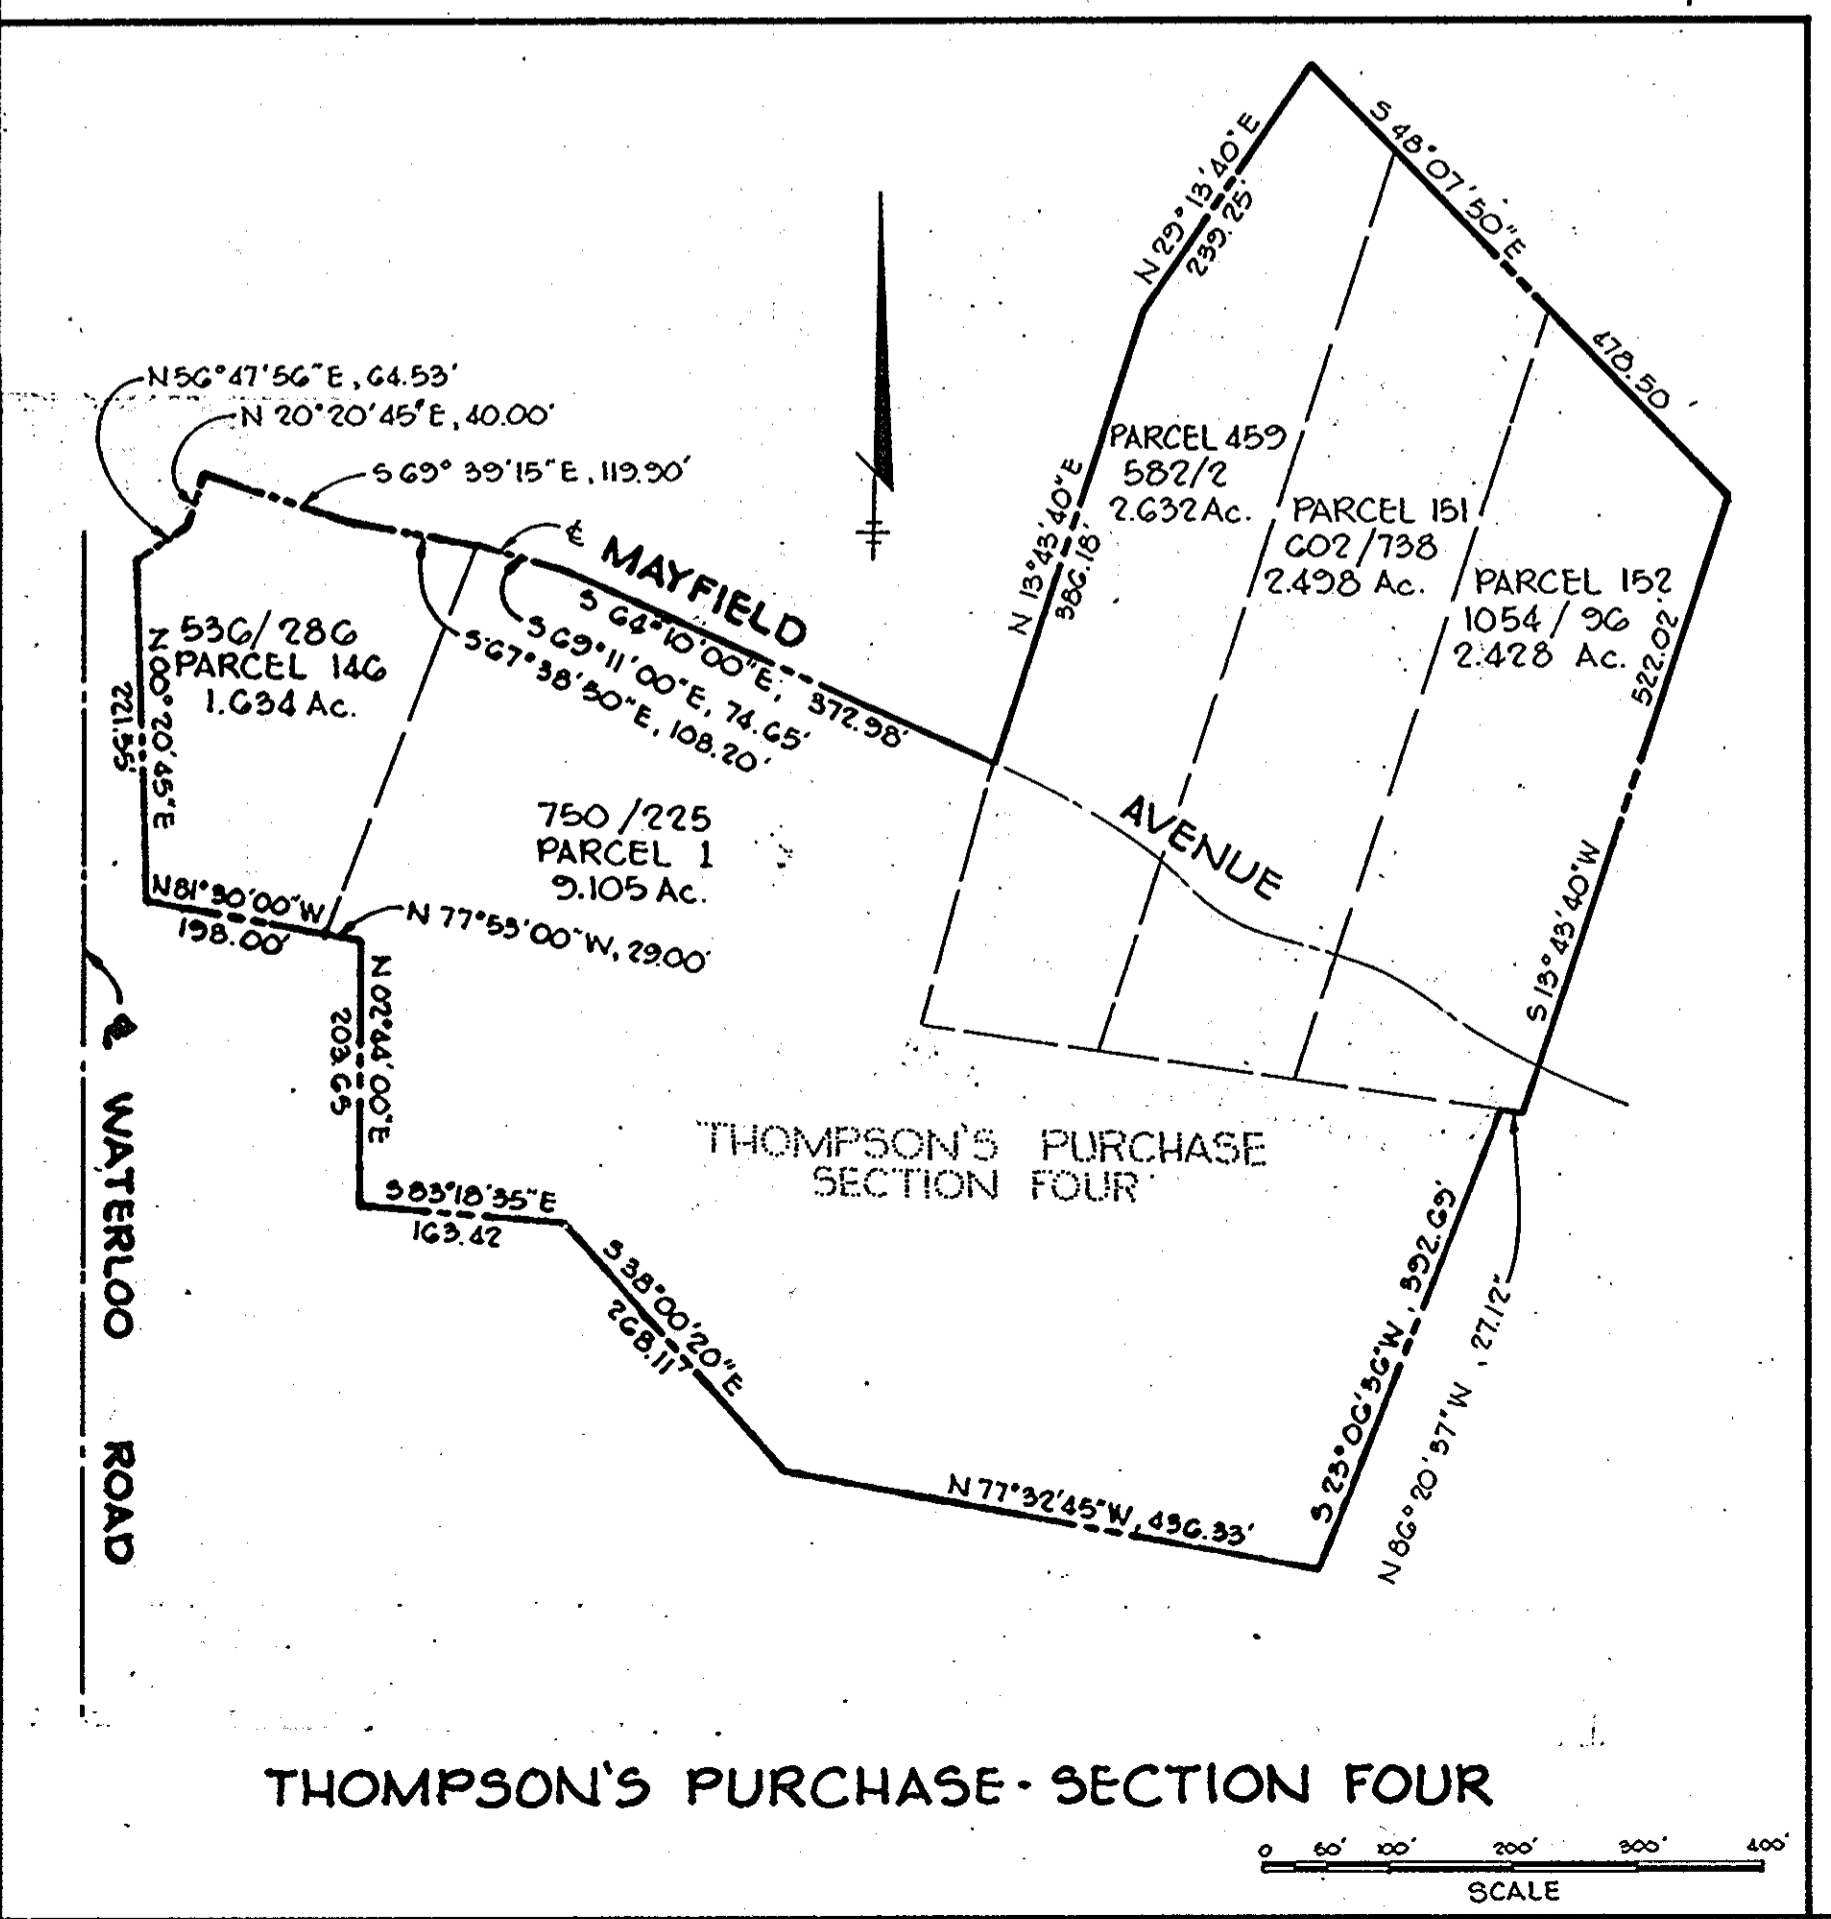 S 48°07'50"E
478.50'
N 29°13'40"E
239.25'
N56°47'56"E, 64.53'
N 20°20'45"E, 40.00'
S 69° 39'15"E, 119.90'
℄ MAYFIELD
S 64°10'00"E, 372.98'
S 69°11'00"E, 74.65'
S 67°38'30"E, 108.20'
N 13°43'40"E
386.18'
PARCEL 459
582/2
2.632 Ac.
PARCEL 151
602/738
2.498 Ac.
PARCEL 152
1054/96
2.428 Ac.
522.02'
S 13°43'40"W
536/286
PARCEL 146
1.634 Ac.
N 00°20'45"E
221.55'
750/225
PARCEL 1
9.105 Ac.
AVENUE
N81°30'00"W
198.00'
N 77°53'00"W, 29.00'
N 02°44'00"E
203.65
℄ WATERLOO ROAD
THOMPSON'S PURCHASE
SECTION FOUR
S83°18'35"E
163.42
S 38°00'20"E
268.117
S 23°06'36"W, 392.69'
N 86°20'37"W, 27.12"
N 77°32'45"W, 436.33'
THOMPSON'S PURCHASE - SECTION FOUR
0 50' 100' 200' 300' 400'
SCALE